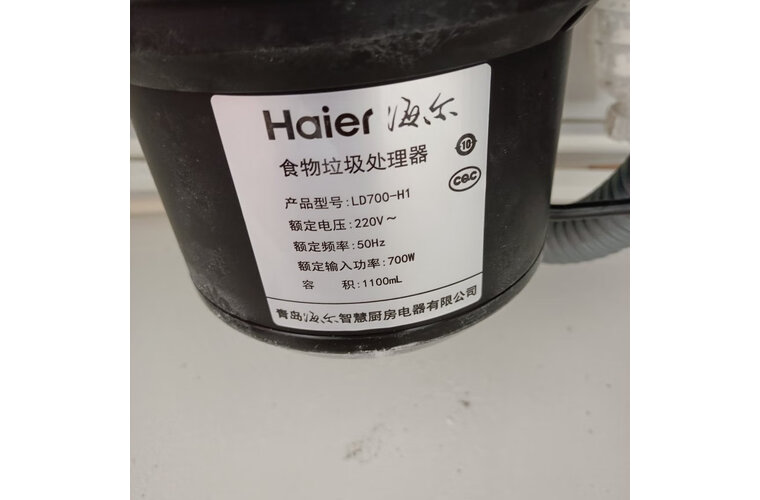 Haier 海尔
食物垃圾处理器
10
CQC
产品型号:LD700-H1
额定电压:220V~
额定频率:50Hz
额定输入功率:700W
容 积:1100mL
青岛海尔智慧厨房电器有限公司